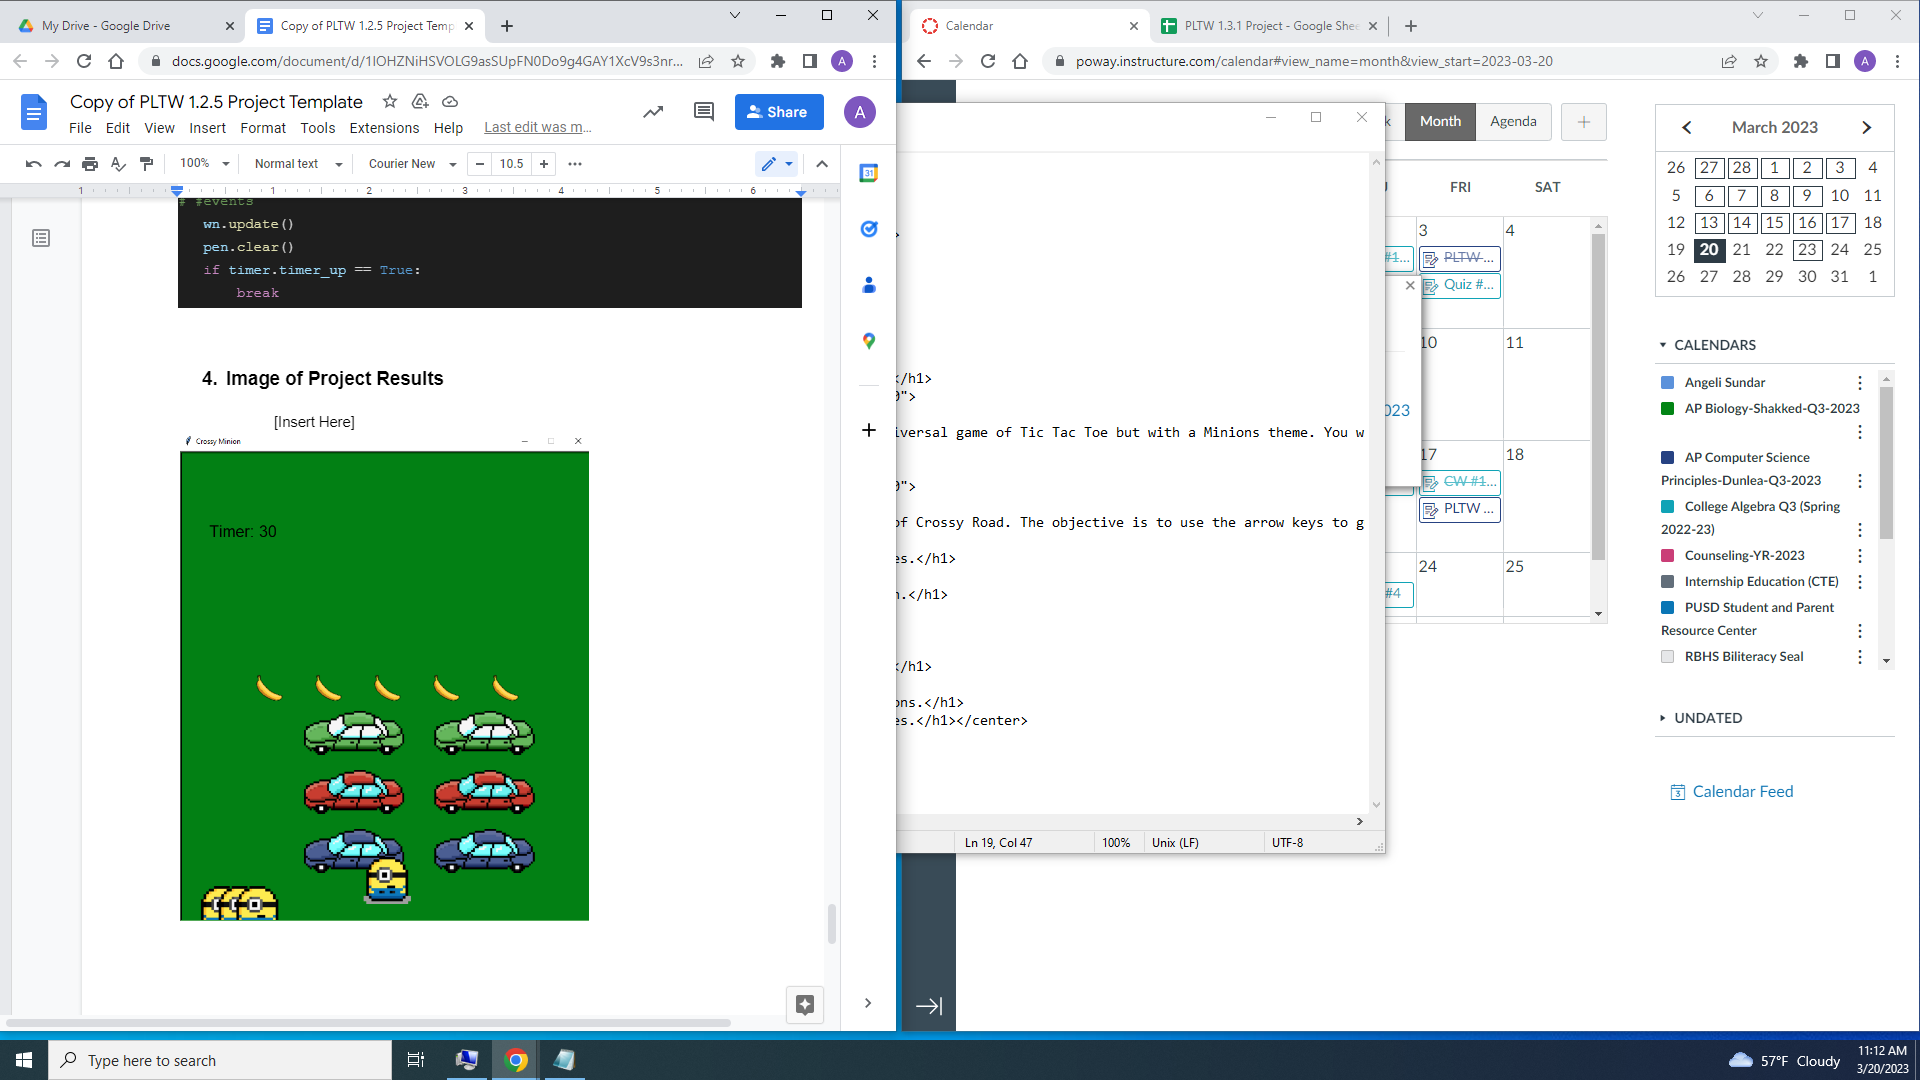 My Drive - Google Drive
Copy of PLTW 1.2.5 Project Temp
docs.google.com/document/d/1IOHZNiHSVOLG9asSUpFN0Do9g4GAY1XcV9s3nr...
A
Copy of PLTW 1.2.5 Project Template
File Edit View Insert Format Tools Extensions Help Last edit was m...
Share
A
100% Normal text Courier New 10.5
1 1 2 3 4 5 6
# #events
wn.update()
pen.clear()
if timer.timer_up == True:
break
4. Image of Project Results
[Insert Here]
Crossy Minion
Timer: 30
31
Calendar
PLTW 1.3.1 Project - Google Shee
poway.instructure.com/calendar#view_name=month&view_start=2023-03-20
A
k Month Agenda
FRI SAT
3 4
#1... PLTW ...
Quiz #...
10 11
023
17 18
CW #1...
PLTW ...
24 25
#4
</h1>
0">
iversal game of Tic Tac Toe but with a Minions theme. You w
0">
of Crossy Road. The objective is to use the arrow keys to g
es.</h1>
n.</h1>
</h1>
ons.</h1>
es.</h1></center>
Ln 19, Col 47 100% Unix (LF) UTF-8
March 2023
26 27 28 1 2 3 4
5 6 7 8 9 10 11
12 13 14 15 16 17 18
19 20 21 22 23 24 25
26 27 28 29 30 31 1
CALENDARS
Angeli Sundar
AP Biology-Shakked-Q3-2023
AP Computer Science
Principles-Dunlea-Q3-2023
College Algebra Q3 (Spring
2022-23)
Counseling-YR-2023
Internship Education (CTE)
PUSD Student and Parent
Resource Center
RBHS Biliteracy Seal
UNDATED
3 Calendar Feed
Type here to search
57°F Cloudy
11:12 AM
3/20/2023